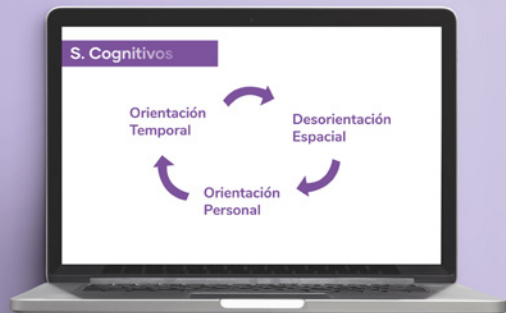 S. Cognitivos
Orientación
Temporal
Desorientación
Espacial
Orientación
Personal